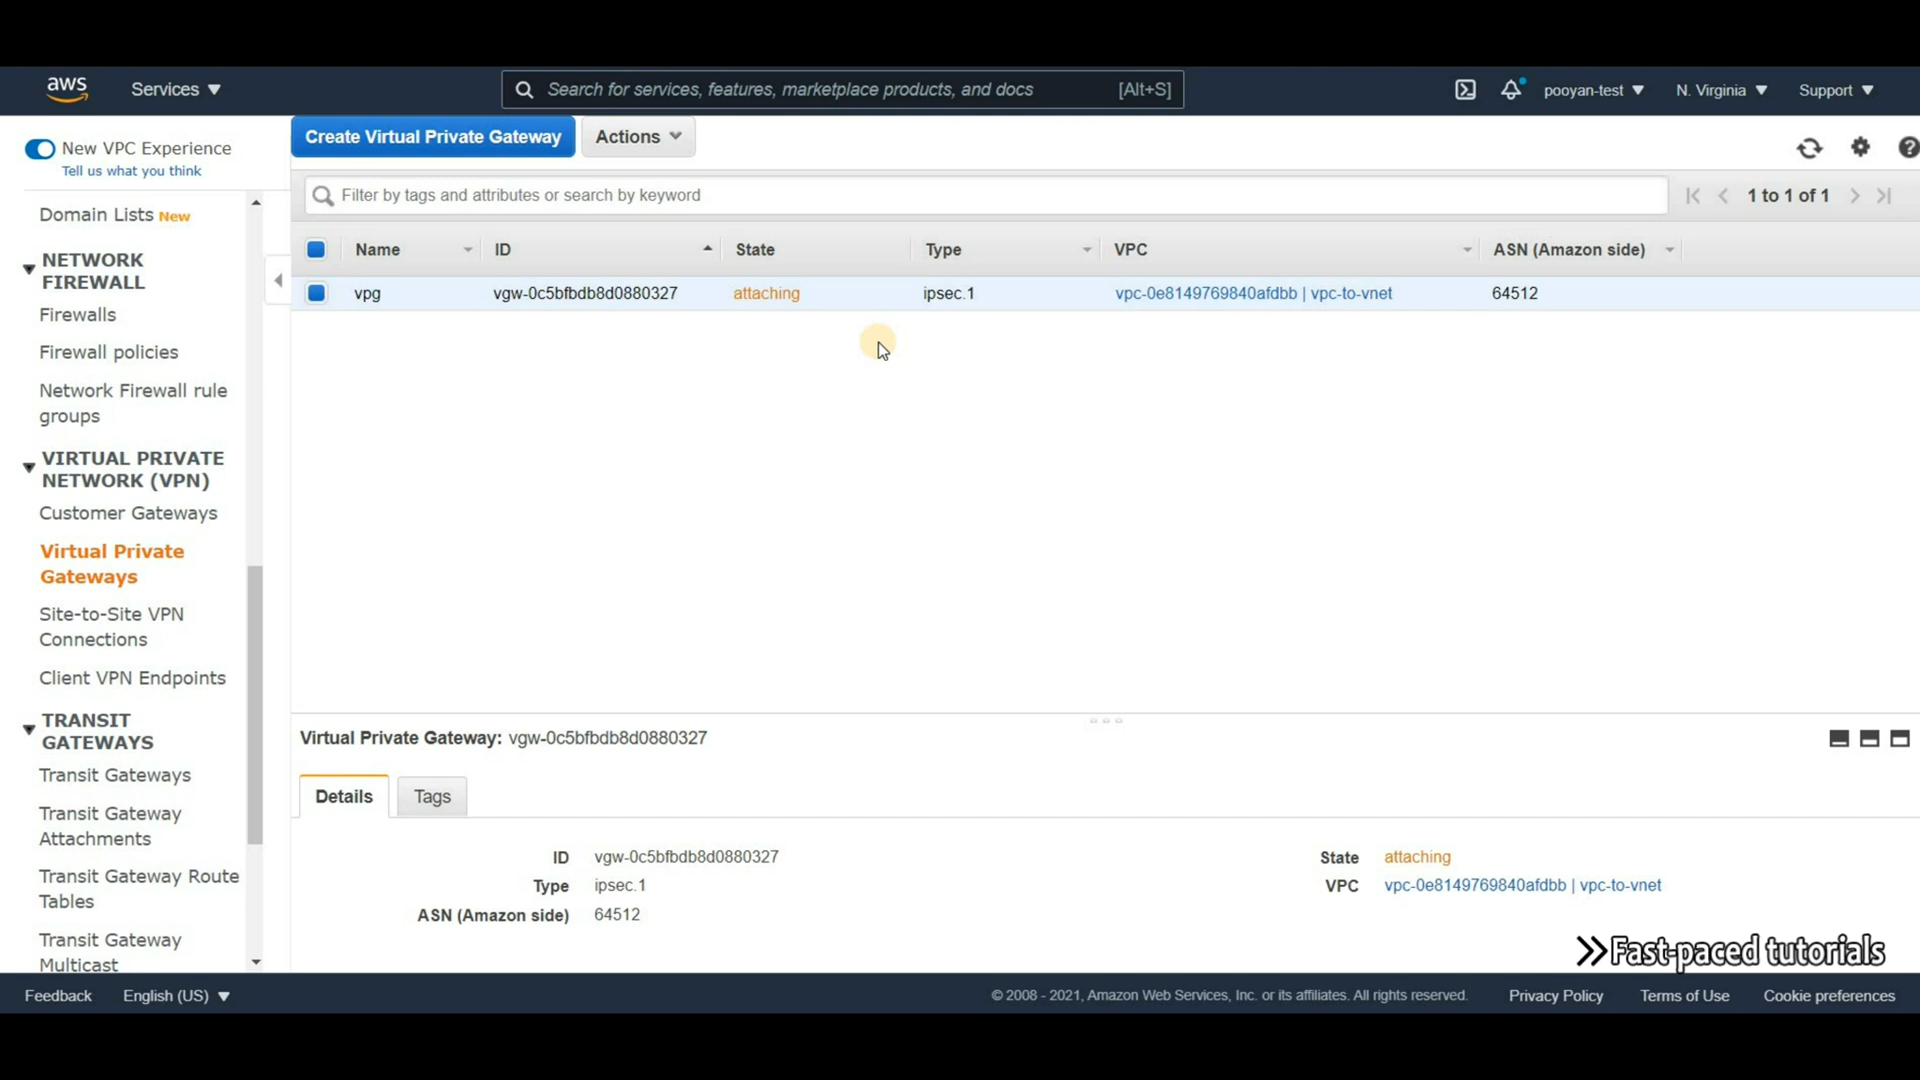 aws
Services
Search for services, features, marketplace products, and docs
[Alt+S]
pooyan-test
N. Virginia
Support
New VPC Experience
Tell us what you think
Domain Lists New
NETWORK
FIREWALL
Firewalls
Firewall policies
Network Firewall rule
groups
VIRTUAL PRIVATE
NETWORK (VPN)
Customer Gateways
Virtual Private
Gateways
Site-to-Site VPN
Connections
Client VPN Endpoints
TRANSIT
GATEWAYS
Transit Gateways
Transit Gateway
Attachments
Transit Gateway Route
Tables
Transit Gateway
Multicast
Create Virtual Private Gateway
Actions
Filter by tags and attributes or search by keyword
1 to 1 of 1
Name ID State Type VPC ASN (Amazon side)
vpg vgw-0c5bfbdb8d0880327 attaching ipsec.1 vpc-0e8149769840afdbb | vpc-to-vnet 64512
Virtual Private Gateway: vgw-0c5bfbdb8d0880327
Details
Tags
ID vgw-0c5bfbdb8d0880327
Type ipsec.1
ASN (Amazon side) 64512
State attaching
VPC vpc-0e8149769840afdbb | vpc-to-vnet
Fast-paced tutorials
Feedback
English (US)
© 2008 - 2021, Amazon Web Services, Inc. or its affiliates. All rights reserved.
Privacy Policy
Terms of Use
Cookie preferences